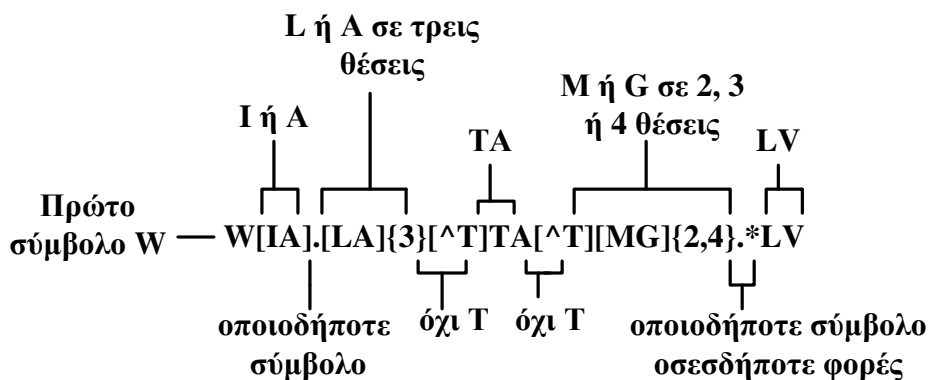 L ή A σε τρεις
θέσεις
M ή G σε 2, 3
ή 4 θέσεις
I ή A
TA
LV
Πρώτο
σύμβολο W
W[IA].[LA]{3}[^T]TA[^T][MG]{2,4}.*LV
οποιοδήποτε
σύμβολο
όχι T
όχι T
οποιοδήποτε σύμβολο
οσεσδήποτε φορές